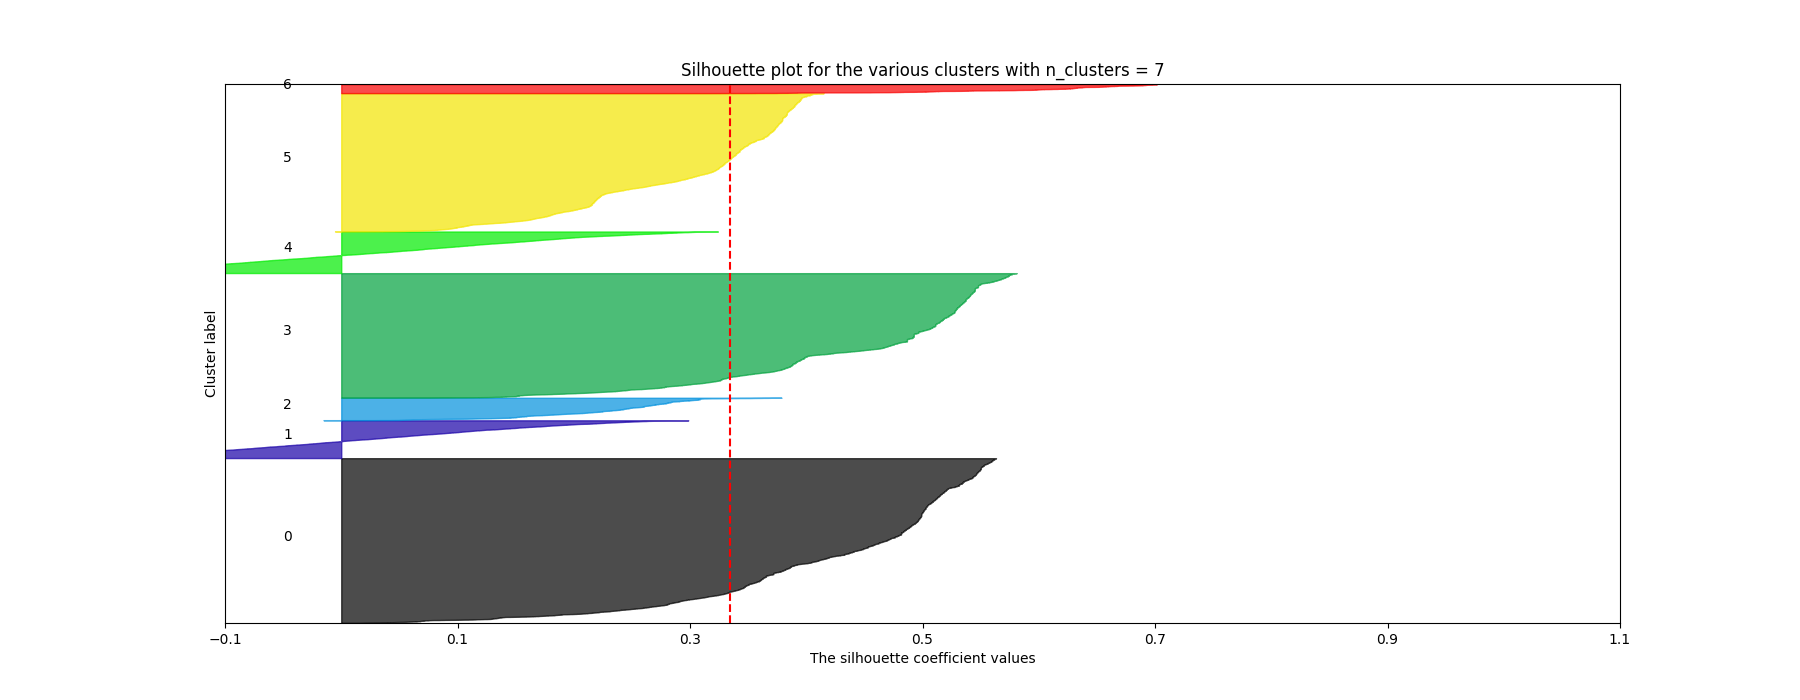 Silhouette plot for the various clusters with n_clusters = 7
6
5
4
3
2
1
0
Cluster label
−0.1 0.1 0.3 0.5 0.7 0.9 1.1
The silhouette coefficient values